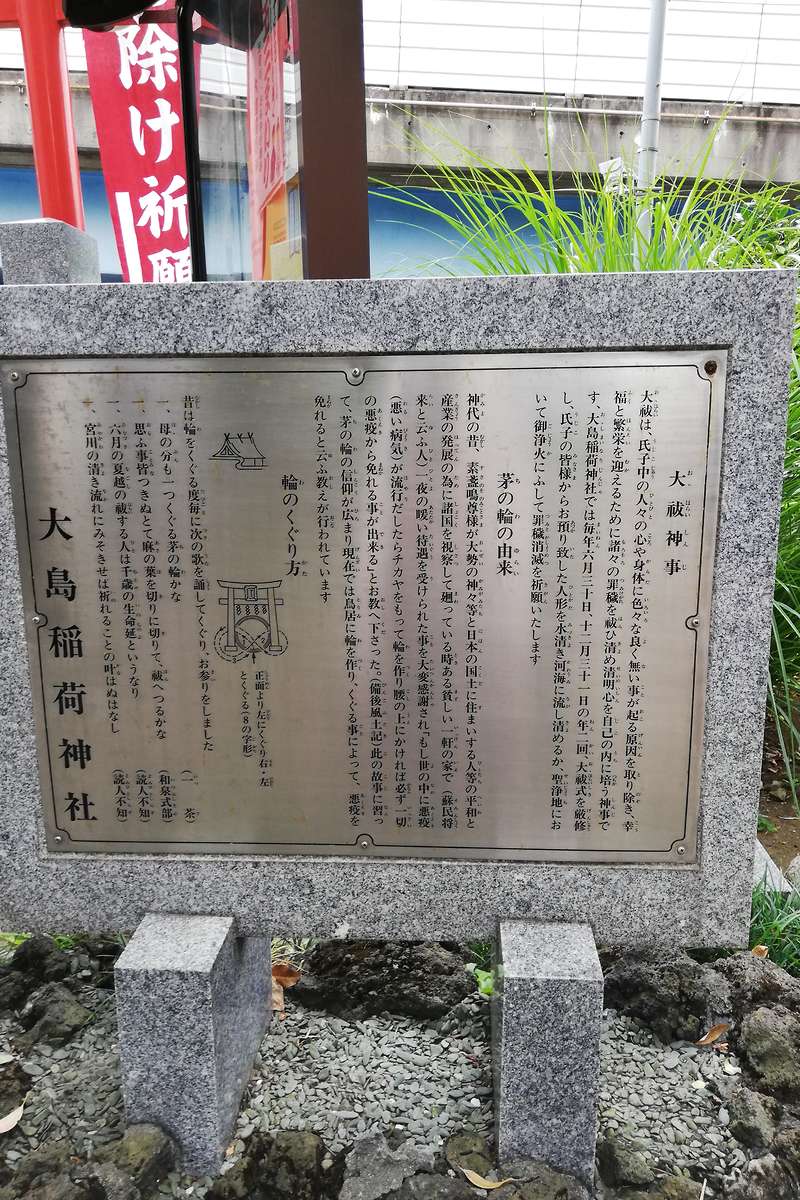 除け祈願
大祓神事
大祓は、氏子中の人々の心や身体に色々な良く無い事が起る原因を取り除き、幸
福と繁栄を迎えるために諸々の罪穢を祓ひ清め清明心を自己の内に培う神事で
す。大島稲荷神社では毎年六月三十日、十二月三十一日の年二回、大祓式を厳修
し、氏子の皆様からお預り致した人形を水清き河海に流し清めるか、聖浄地にお
いて御浄火にふして罪穢消滅を祈願いたします
茅の輪の由来
神代の昔、素盞鳴尊様が大勢の神々等と日本の国土に住まいする人等の平和と
産業の発展の為に諸国を視察して廻っている時ある貧しい一軒の家で(蘇民将
来と云ふ人)一夜の暖い待遇を受けられた事を大変感謝され『もし世の中に悪疫
(悪い病気)が流行だしたらチカヤをもって輪を作り腰の上にかければ必ず一切
の悪疫から免れる事が出来る』とお教へ下さった。(備後風土記)此の故事に習っ
て、茅の輪の信仰が広まり現在では鳥居に輪を作り、くぐる事によって、悪疫を
免れると云ふ教えが行われています
輪のくぐり方
正面より左にくぐり右・左
とくぐる(8の字形)
昔は輪をくぐる度毎に次の歌を誦してくぐり、お参りをしました
一、母の分も一つくぐる茅の輪かな (一茶)
一、思ふ事皆つきぬとて麻の葉を切りに切りて、祓へつるかな (和泉式部)
一、六月の夏越の祓する人は千歳の生命延というなり (読人不知)
一、宮川の清き流れにみそきせば祈れることの叶はぬはなし (読人不知)
大島稲荷神社